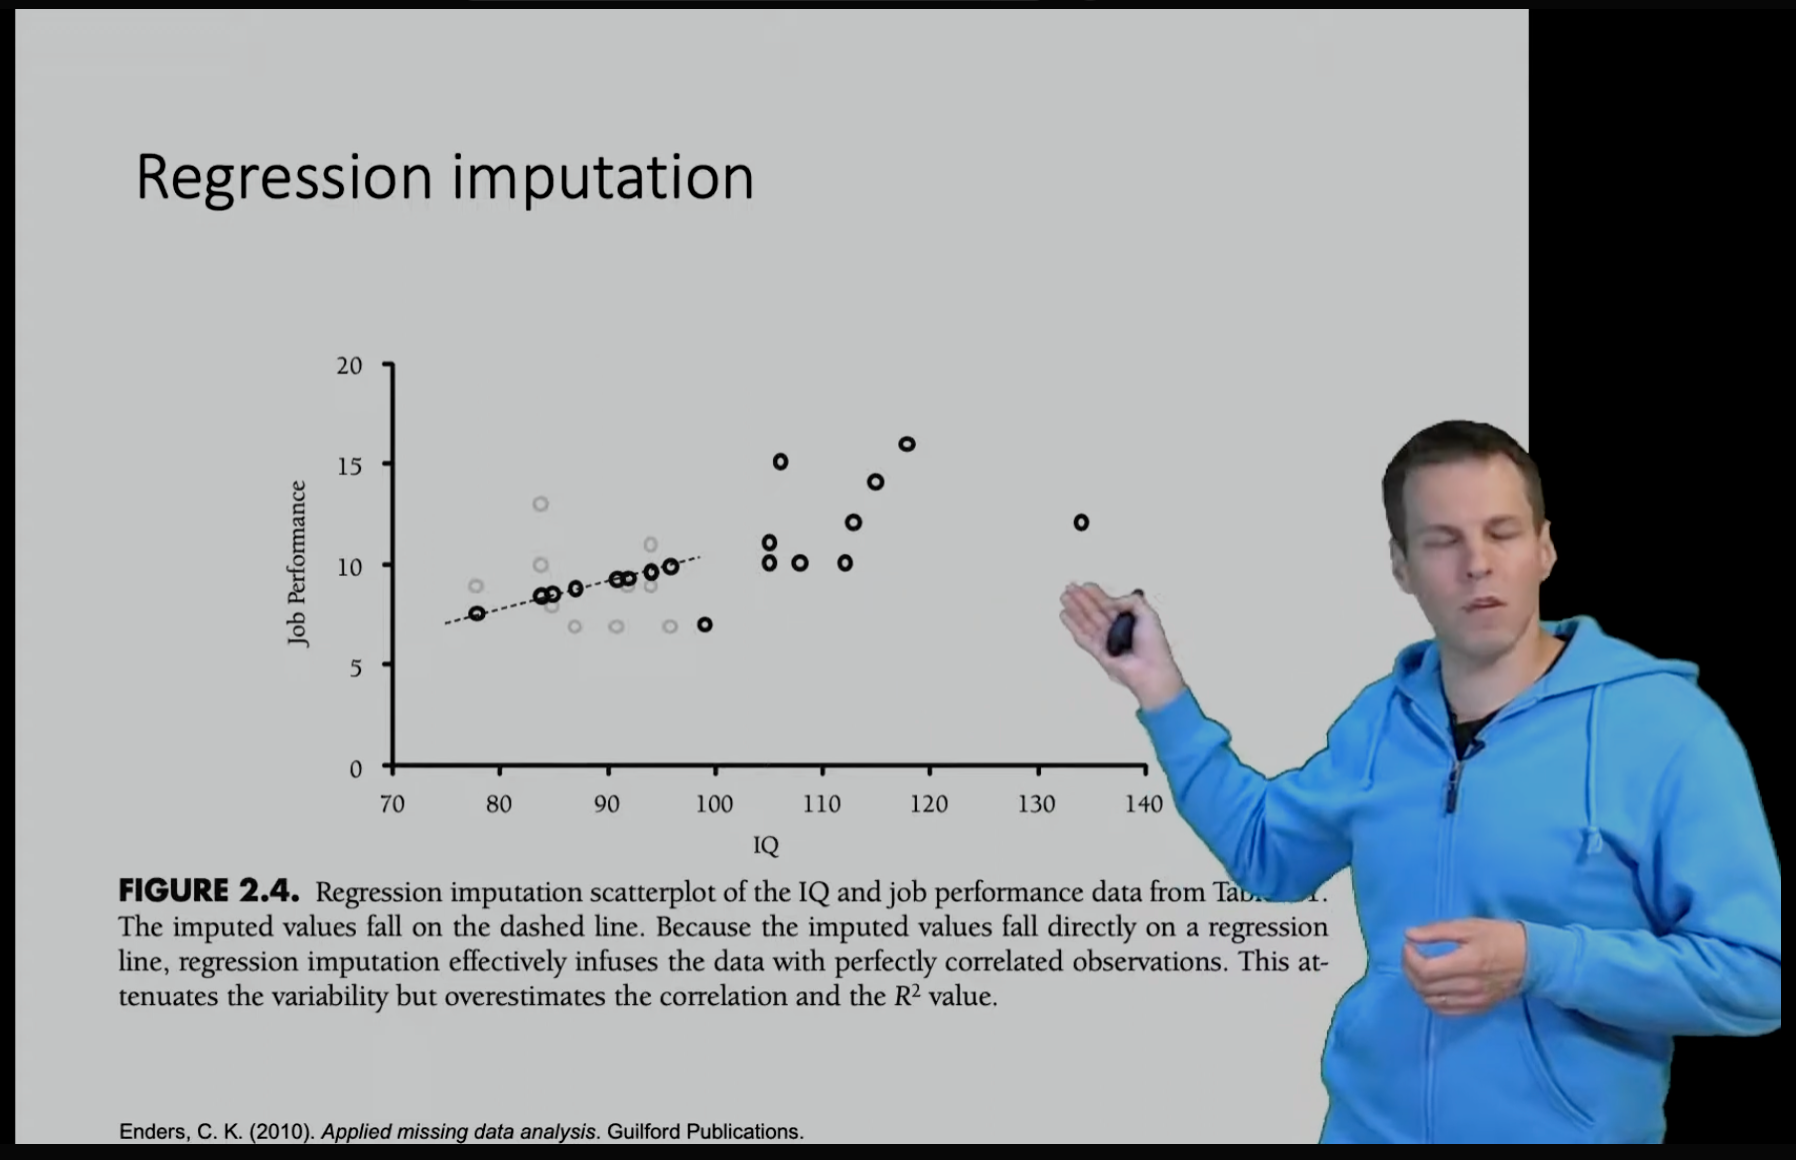 Regression imputation
20
15
10
5
0
Job Performance
70 80 90 100 110 120 130 140
IQ
FIGURE 2.4. Regression imputation scatterplot of the IQ and job performance data from
The imputed values fall on the dashed line. Because the imputed values fall directly on a regression
line, regression imputation effectively infuses the data with perfectly correlated observations. This at-
tenuates the variability but overestimates the correlation and the R² value.
Enders, C. K. (2010). Applied missing data analysis. Guilford Publications.